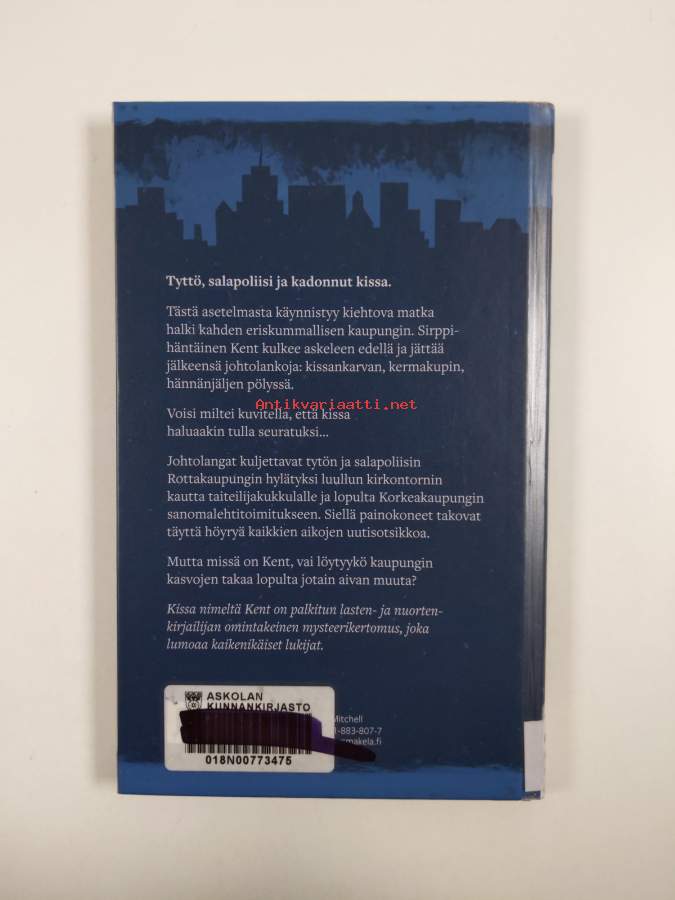 Tyttö, salapoliisi ja kadonnut kissa.
Tästä asetelmasta käynnistyy kiehtova matka
halki kahden eriskummallisen kaupungin. Sirppi-
häntäinen Kent kulkee askeleen edellä ja jättää
jälkeensä johtolankoja: kissankarvan, kermakupin,
hännänjäljen pölyssä.
Antikvariaatti.net
Voisi miltei kuvitella, että kissa
haluaakin tulla seuratuksi...
Johtolangat kuljettavat tytön ja salapoliisin
Rottakaupungin hylätyksi luullun kirkontornin
kautta taiteilijakukkulalle ja lopulta Korkeakaupungin
sanomalehtitoimitukseen. Siellä painokoneet takovat
täyttä höyryä kaikkien aikojen uutisotsikkoa.
Mutta missä on Kent, vai löytyykö kaupungin
kasvojen takaa lopulta jotain aivan muuta?
Kissa nimeltä Kent on palkitun lasten- ja nuorten-
kirjailijan omintakeinen mysteerikertomus, joka
lumoaa kaikenikäiset lukijat.
ASKOLAN
KUNNANKIRJASTO
018N00773475
Mitchell
-883-807-7
makela.fi